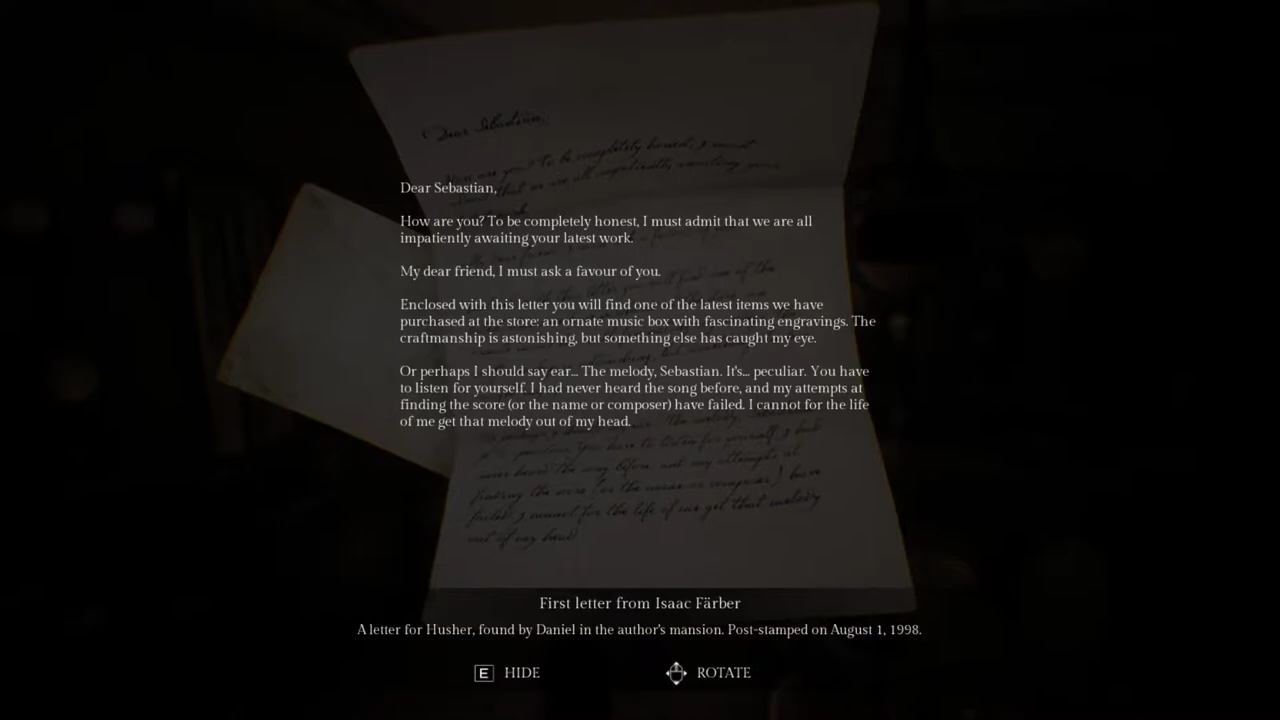 Dear Sebastian,
How are you? To be completely honest, I must admit that we are all
impatiently awaiting your latest work.
My dear friend, I must ask a favour of you.
Enclosed with this letter you will find one of the latest items we have
purchased at the store: an ornate music box with fascinating engravings. The
craftmanship is astonishing, but something else has caught my eye.
Or perhaps I should say ear... The melody, Sebastian. It's... peculiar. You have
to listen for yourself. I had never heard the song before, and my attempts at
finding the score (or the name or composer) have failed. I cannot for the life
of me get that melody out of my head.
First letter from Isaac Färber
A letter for Husher, found by Daniel in the author's mansion. Post-stamped on August 1, 1998.
E HIDE
ROTATE